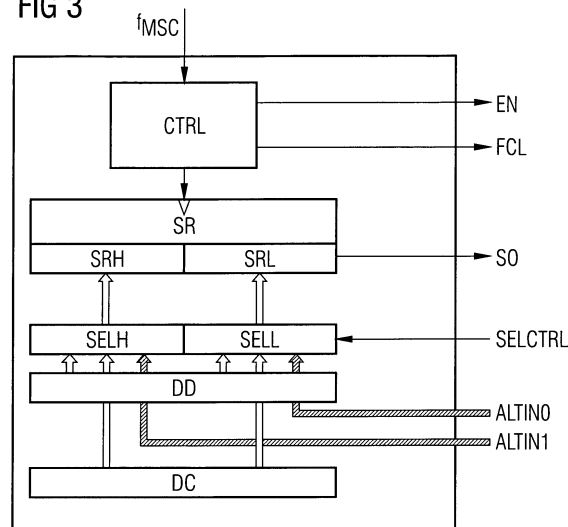 FIG 3
fMSC
CTRL
EN
FCL
SR
SRH SRL
SO
SELH SELL
SELCTRL
DD
ALTIN0
ALTIN1
DC